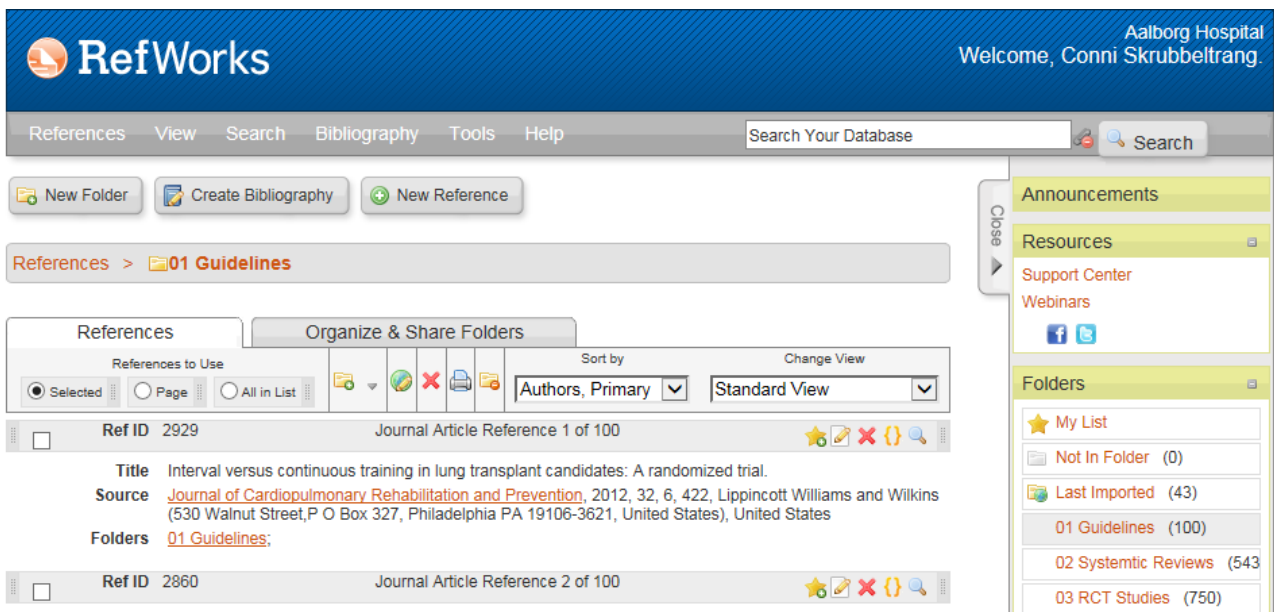 Aalborg Hospital
RefWorks
Welcome, Conni Skrubbeltrang.
References View Search Bibliography Tools Help
Search Your Database
Search
New Folder
Create Bibliography
New Reference
Close
References > 01 Guidelines
References
Organize & Share Folders
References to Use
Selected
Page
All in List
Sort by
Authors, Primary
Change View
Standard View
Ref ID 2929 Journal Article Reference 1 of 100
Title Interval versus continuous training in lung transplant candidates: A randomized trial.
Source Journal of Cardiopulmonary Rehabilitation and Prevention, 2012, 32, 6, 422, Lippincott Williams and Wilkins
(530 Walnut Street,P O Box 327, Philadelphia PA 19106-3621, United States), United States
Folders 01 Guidelines;
Ref ID 2860 Journal Article Reference 2 of 100
Announcements
Resources
Support Center
Webinars
Folders
My List
Not In Folder (0)
Last Imported (43)
01 Guidelines (100)
02 Systemtic Reviews (543
03 RCT Studies (750)